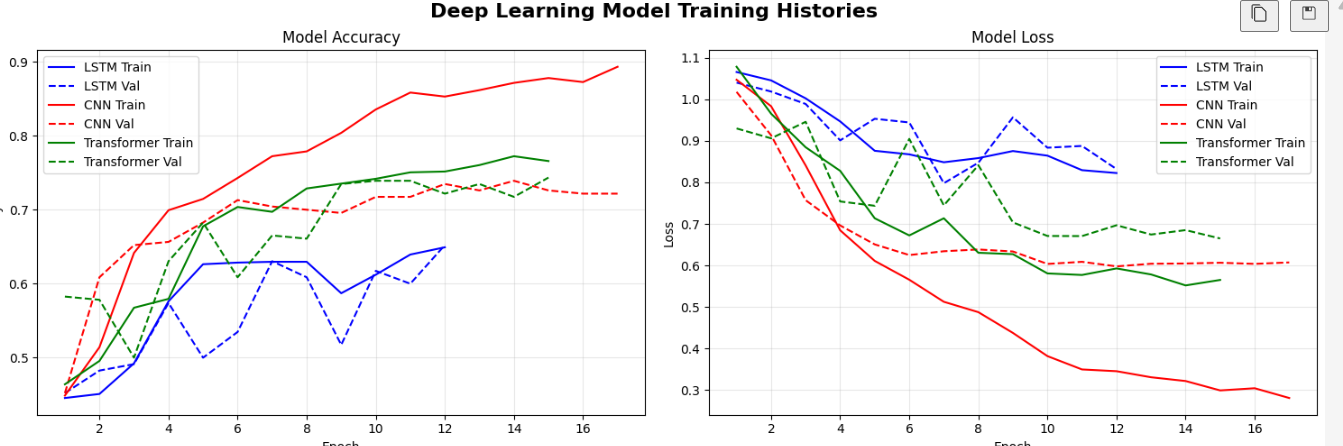 Deep Learning Model Training Histories
Model Accuracy
LSTM Train
LSTM Val
CNN Train
CNN Val
Transformer Train
Transformer Val
0.9
0.8
0.7
0.6
0.5
2 4 6 8 10 12 14 16
Model Loss
LSTM Train
LSTM Val
CNN Train
CNN Val
Transformer Train
Transformer Val
Loss
1.1
1.0
0.9
0.8
0.7
0.6
0.5
0.4
0.3
2 4 6 8 10 12 14 16